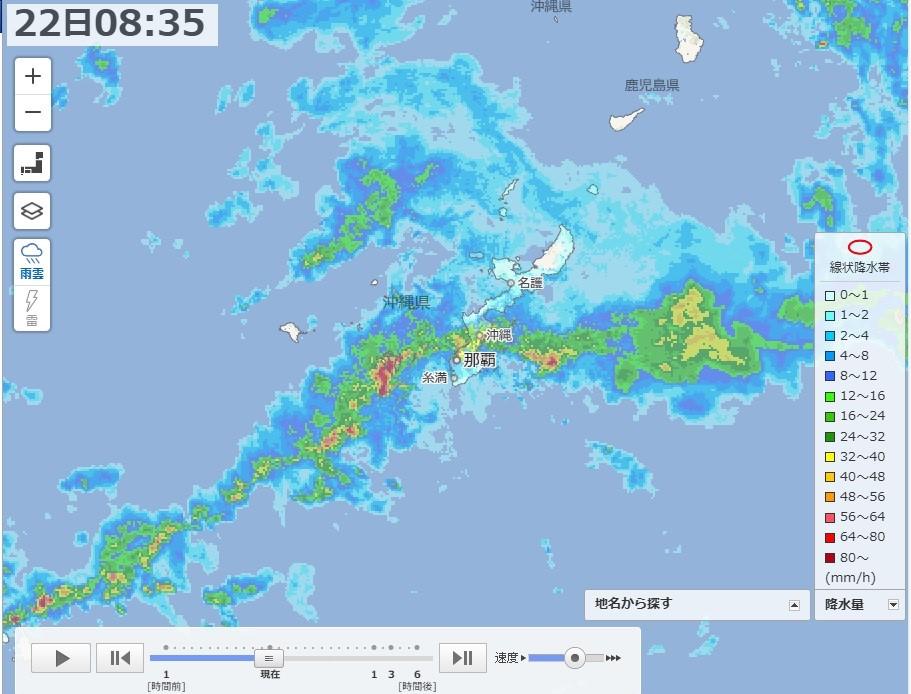 22日08:35
沖縄県
鹿児島県
+
−
雨雲
雷
名護
沖縄県
沖縄
那覇
糸満
線状降水帯
0～1
1～2
2～4
4～8
8～12
12～16
16～24
24～32
32～40
40～48
48～56
56～64
64～80
80～
(mm/h)
地名から探す
降水量
速度
1 現在 1 3 6
[時間前] [時間後]